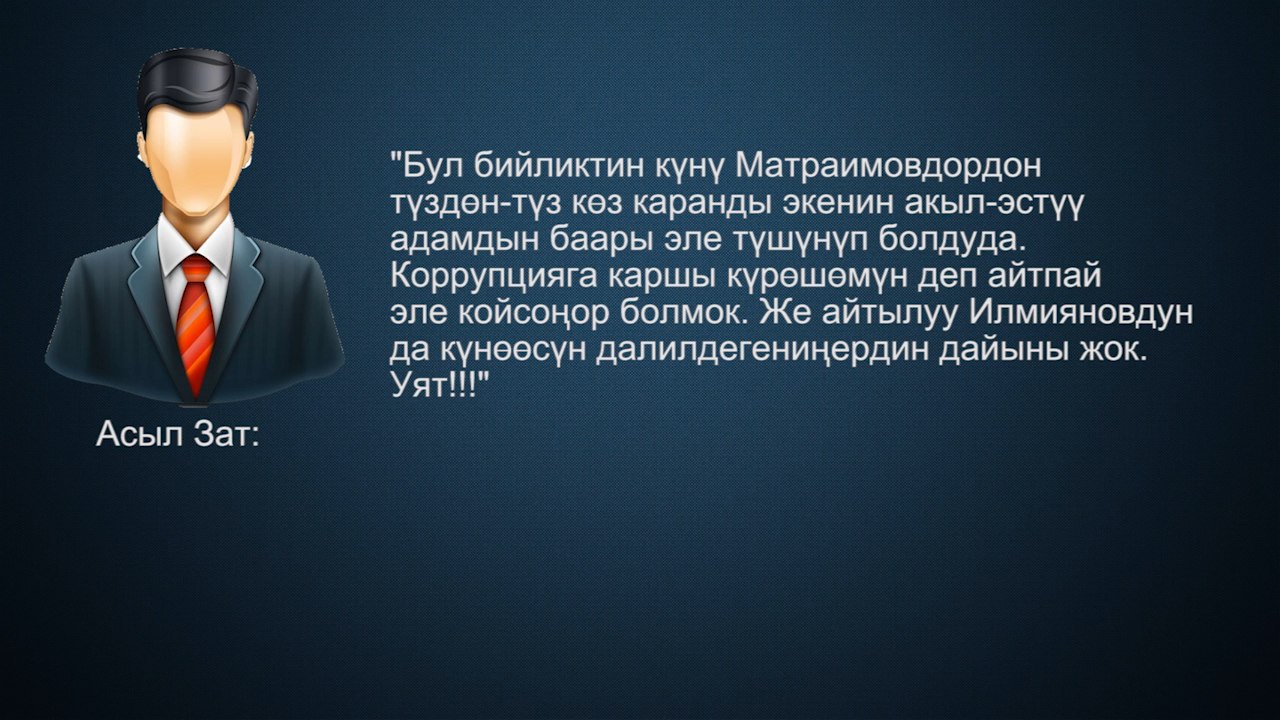 "Бул бийликтин күнү Матраимовдордон
түздөн-түз көз каранды экенин акыл-эстүү
адамдын баары эле түшүнүп болдуда.
Коррупцияга каршы күрөшөмүн деп айтпай
эле койсоңор болмок. Же айтылуу Илмияновдун
да күнөөсүн далилдегениңердин дайыны жок.
Уят!!!"
Асыл Зат: